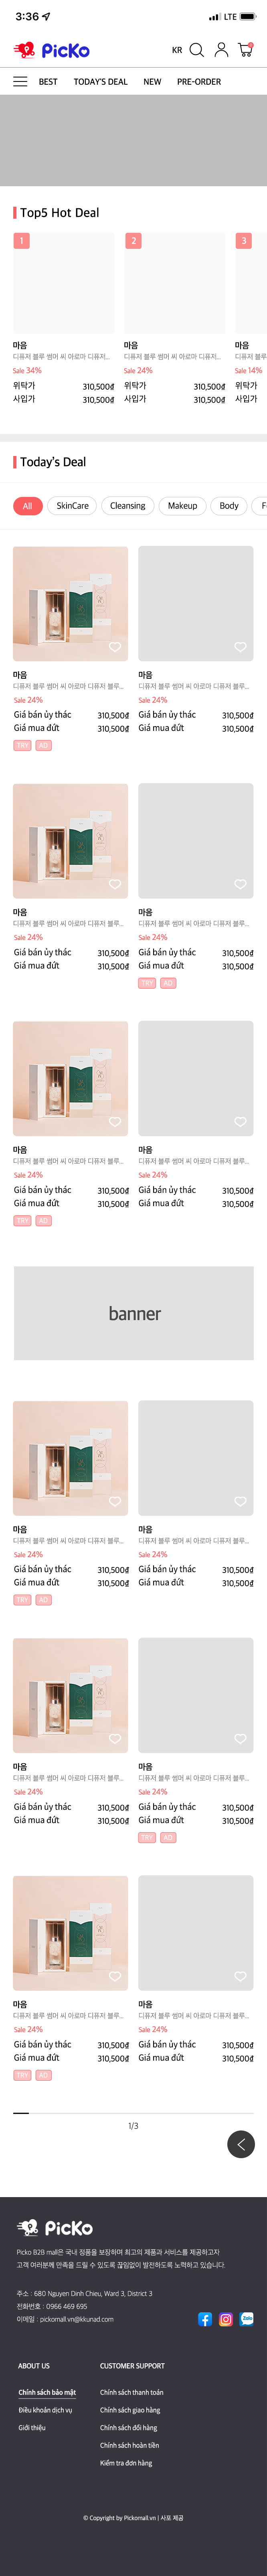 3:36 LTE
PicKo KR
BEST TODAY'S DEAL NEW PRE-ORDER
Top5 Hot Deal
1 2 3
마음 마음 마음
디퓨저 블루 썸머 씨 아로마 디퓨저... 디퓨저 블루 썸머 씨 아로마 디퓨저... 디퓨저 블루
Sale 34% Sale 24% Sale 14%
위탁가 310,500₫ 위탁가 310,500₫ 위탁가
사입가 310,500₫ 사입가 310,500₫ 사입가
Today's Deal
All SkinCare Cleansing Makeup Body F
마음 마음
디퓨저 블루 썸머 씨 아로마 디퓨저 블루... 디퓨저 블루 썸머 씨 아로마 디퓨저 블루...
Sale 24% Sale 24%
Giá bán ủy thác 310,500₫ Giá bán ủy thác 310,500₫
Giá mua đứt 310,500₫ Giá mua đứt 310,500₫
TRY AD
마음 마음
디퓨저 블루 썸머 씨 아로마 디퓨저 블루... 디퓨저 블루 썸머 씨 아로마 디퓨저 블루...
Sale 24% Sale 24%
Giá bán ủy thác 310,500₫ Giá bán ủy thác 310,500₫
Giá mua đứt 310,500₫ Giá mua đứt 310,500₫
TRY AD
마음 마음
디퓨저 블루 썸머 씨 아로마 디퓨저 블루... 디퓨저 블루 썸머 씨 아로마 디퓨저 블루...
Sale 24% Sale 24%
Giá bán ủy thác 310,500₫ Giá bán ủy thác 310,500₫
Giá mua đứt 310,500₫ Giá mua đứt 310,500₫
TRY AD
banner
마음 마음
디퓨저 블루 썸머 씨 아로마 디퓨저 블루... 디퓨저 블루 썸머 씨 아로마 디퓨저 블루...
Sale 24% Sale 24%
Giá bán ủy thác 310,500₫ Giá bán ủy thác 310,500₫
Giá mua đứt 310,500₫ Giá mua đứt 310,500₫
TRY AD
마음 마음
디퓨저 블루 썸머 씨 아로마 디퓨저 블루... 디퓨저 블루 썸머 씨 아로마 디퓨저 블루...
Sale 24% Sale 24%
Giá bán ủy thác 310,500₫ Giá bán ủy thác 310,500₫
Giá mua đứt 310,500₫ Giá mua đứt 310,500₫
TRY AD
마음 마음
디퓨저 블루 썸머 씨 아로마 디퓨저 블루... 디퓨저 블루 썸머 씨 아로마 디퓨저 블루...
Sale 24% Sale 24%
Giá bán ủy thác 310,500₫ Giá bán ủy thác 310,500₫
Giá mua đứt 310,500₫ Giá mua đứt 310,500₫
TRY AD
1/3
PicKo
Picko B2B mall은 국내 정품을 보장하며 최고의 제품과 서비스를 제공하고자
고객 여러분께 만족을 드릴 수 있도록 끊임없이 발전하도록 노력하고 있습니다.
주소 : 680 Nguyen Dinh Chieu, Ward 3, District 3
전화번호 : 0966 469 695
이메일 : pickomall.vn@kkunad.com
Zalo
ABOUT US CUSTOMER SUPPORT
Chính sách bảo mật Chính sách thanh toán
Điều khoản dịch vụ Chính sách giao hàng
Giới thiệu Chính sách đổi hàng
Chính sách hoàn tiền
Kiểm tra đơn hàng
© Copyright by Pickomall.vn | 사포 제공